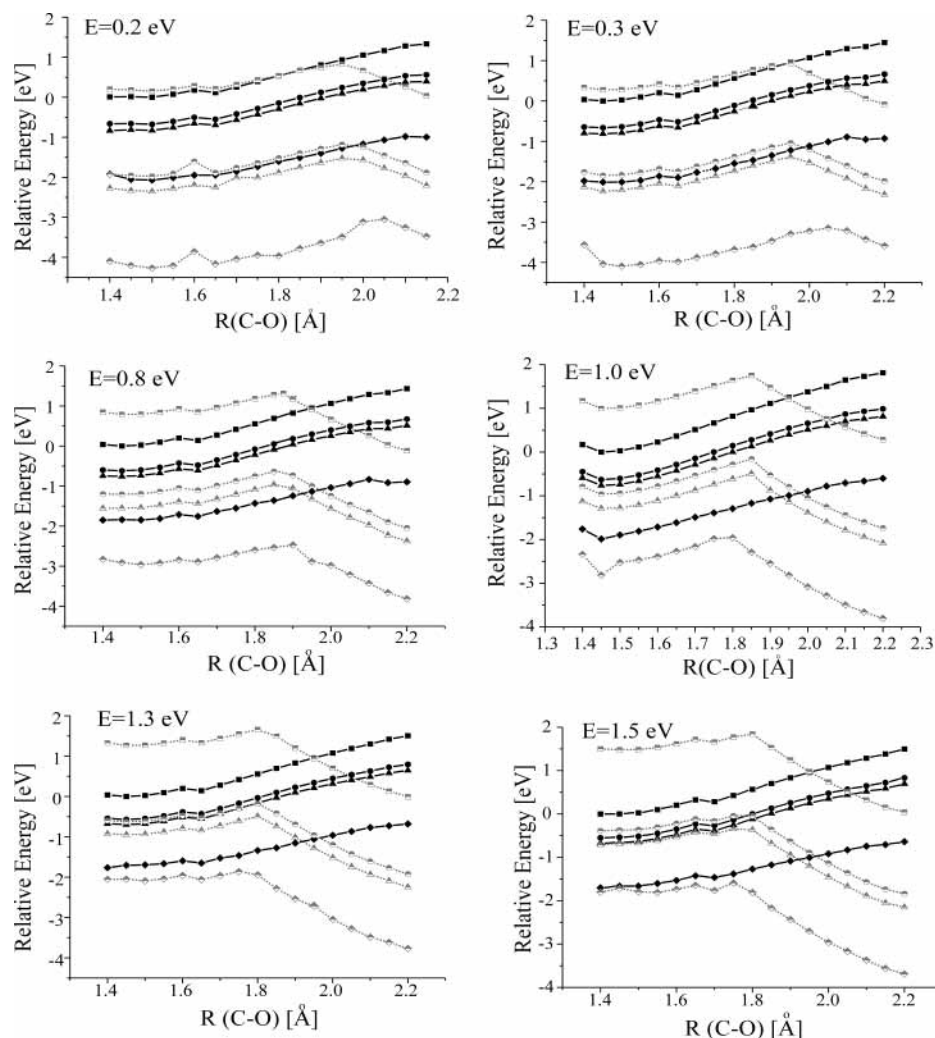 E=0.2 eV
Relative Energy [eV]
2
1
0
-1
-2
-3
-4
1.4 1.6 1.8 2.0 2.2
R(C-O) [Å]
E=0.3 eV
Relative Energy [eV]
2
1
0
-1
-2
-3
-4
1.4 1.6 1.8 2.0 2.2
R (C-O) [Å]
E=0.8 eV
Relative Energy [eV]
2
1
0
-1
-2
-3
-4
1.4 1.6 1.8 2.0 2.2
R (C-O) [Å]
E=1.0 eV
Relative Energy [eV]
2
1
0
-1
-2
-3
-4
1.3 1.4 1.5 1.6 1.7 1.8 1.9 2.0 2.1 2.2 2.3
R(C-O) [Å]
E=1.3 eV
Relative Energy [eV]
2
1
0
-1
-2
-3
-4
1.4 1.6 1.8 2.0 2.2
R (C-O) [Å]
E=1.5 eV
Relative Energy [eV]
2
1
0
-1
-2
-3
-4
1.4 1.6 1.8 2.0 2.2
R (C-O) [Å]